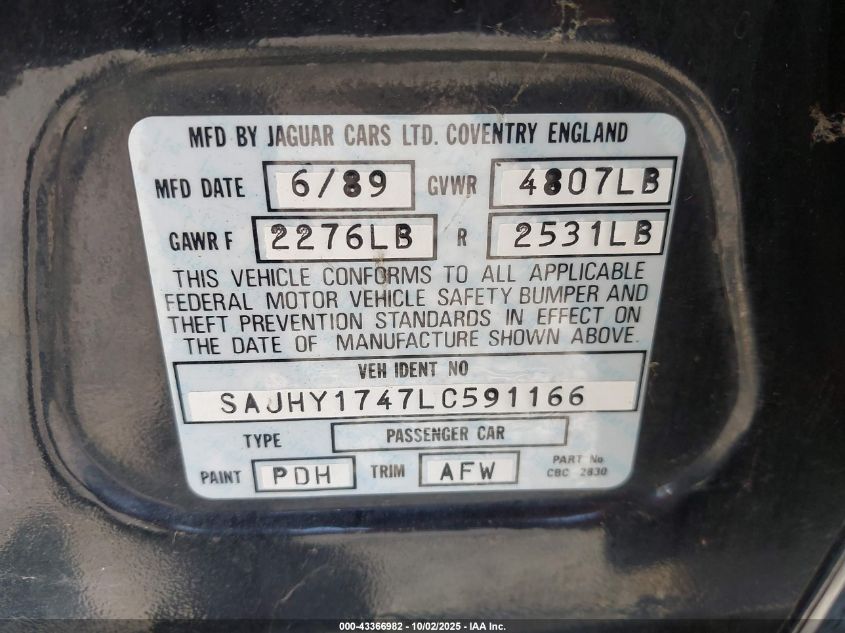 MFD BY JAGUAR CARS LTD. COVENTRY ENGLAND
MFD DATE 6/89 GVWR 4807LB
GAWR F 2276LB R 2531LB
THIS VEHICLE CONFORMS TO ALL APPLICABLE
FEDERAL MOTOR VEHICLE SAFETY BUMPER AND
THEFT PREVENTION STANDARDS IN EFFECT ON
THE DATE OF MANUFACTURE SHOWN ABOVE.
VEH IDENT NO
SAJHY1747LC591166
TYPE PASSENGER CAR
PAINT PDH TRIM AFW PART No
CBC 2830
000-43366982 - 10/02/2025 - IAA Inc.